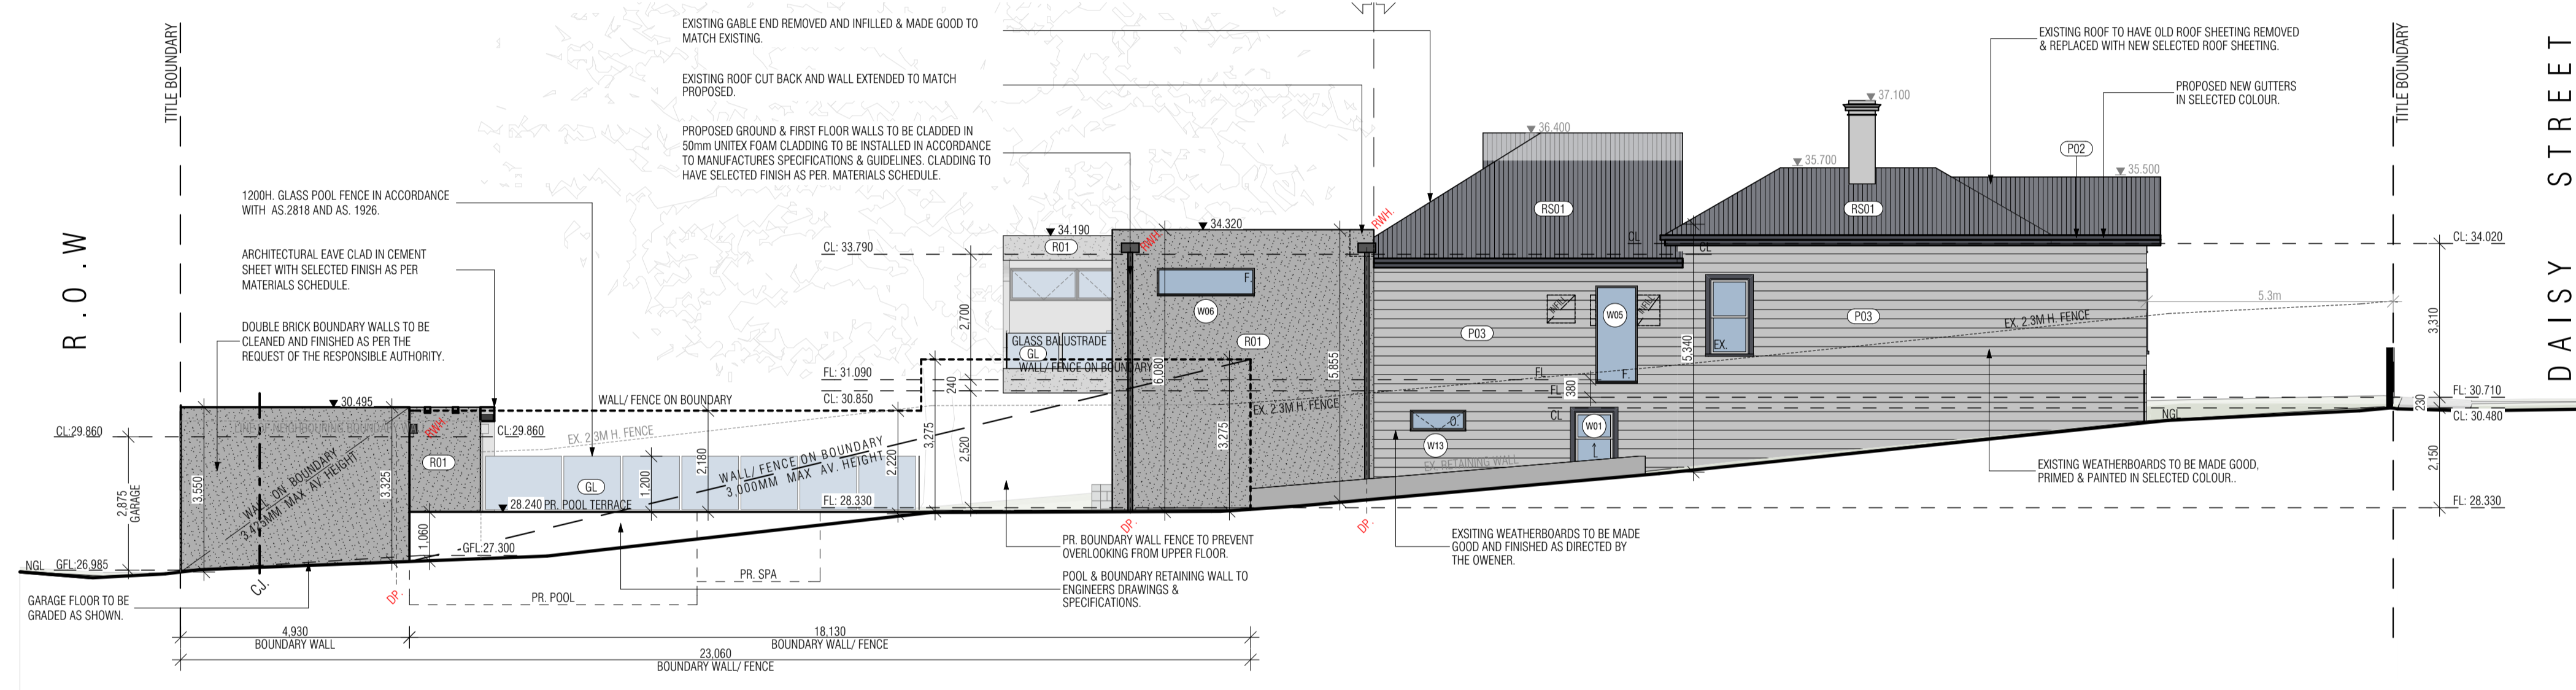 EXISTING GABLE END REMOVED AND INFILLED & MADE GOOD TO
MATCH EXISTING.
EXISTING ROOF CUT BACK AND WALL EXTENDED TO MATCH
PROPOSED.
PROPOSED GROUND & FIRST FLOOR WALLS TO BE CLADDED IN
50mm UNITEX FOAM CLADDING TO BE INSTALLED IN ACCORDANCE
TO MANUFACTURES SPECIFICATIONS & GUIDELINES. CLADDING TO
HAVE SELECTED FINISH AS PER. MATERIALS SCHEDULE.
EXISTING ROOF TO HAVE OLD ROOF SHEETING REMOVED
& REPLACED WITH NEW SELECTED ROOF SHEETING.
PROPOSED NEW GUTTERS
IN SELECTED COLOUR.
TITLE BOUNDARY
TITLE BOUNDARY
R.O.W
DAISY STREET
1200H. GLASS POOL FENCE IN ACCORDANCE
WITH AS.2818 AND AS. 1926.
ARCHITECTURAL EAVE CLAD IN CEMENT
SHEET WITH SELECTED FINISH AS PER
MATERIALS SCHEDULE.
DOUBLE BRICK BOUNDARY WALLS TO BE
CLEANED AND FINISHED AS PER THE
REQUEST OF THE RESPONSIBLE AUTHORITY.
37.100
36.400
35.700
35.500
P02
RS01
RS01
34.190
34.320
R01
RWH.
RWH.
CL: 33.790
CL
CL
CL: 34.020
F.
W06
R01
2,700
GLASS BALUSTRADE
GL
WALL/ FENCE ON BOUNDARY
6,080
5,855
P03
INFILL
W05
INFILL
F.
5,340
EX.
P03
EX. 2.3M H. FENCE
5.3m
3,310
FL: 31.090
240
CL: 30.850
FL
FL
380
CL
FL: 30.710
230
CL: 30.480
30.495
WALL/ FENCE ON BOUNDARY
EX. 2.3M H. FENCE
NGL
CL:29.860
RWH.
CL:29.860
EX. 2.3M H. FENCE
R01
GL
1,200
2,180
2,220
3,275
2,520
3,275
O.
W13
W01
EX. RETAINING WALL
2,150
2,875
GARAGE
3,550
WALL ON BOUNDARY
3,425MM MAX AV. HEIGHT
3,325
WALL/ FENCE ON BOUNDARY
3,000MM MAX AV. HEIGHT
EXISTING WEATHERBOARDS TO BE MADE GOOD,
PRIMED & PAINTED IN SELECTED COLOUR..
28.240 PR. POOL TERRACE
FL: 28.330
FL: 28.330
1,060
GFL:27.300
NGL
GFL:26.985
CJ.
DP.
DP.
DP.
PR. BOUNDARY WALL FENCE TO PREVENT
OVERLOOKING FROM UPPER FLOOR.
EXSITING WEATHERBOARDS TO BE MADE
GOOD AND FINISHED AS DIRECTED BY
THE OWENER.
PR. SPA
PR. POOL
POOL & BOUNDARY RETAINING WALL TO
ENGINEERS DRAWINGS &
SPECIFICATIONS.
GARAGE FLOOR TO BE
GRADED AS SHOWN.
4,930
BOUNDARY WALL
18,130
BOUNDARY WALL/ FENCE
23,060
BOUNDARY WALL/ FENCE